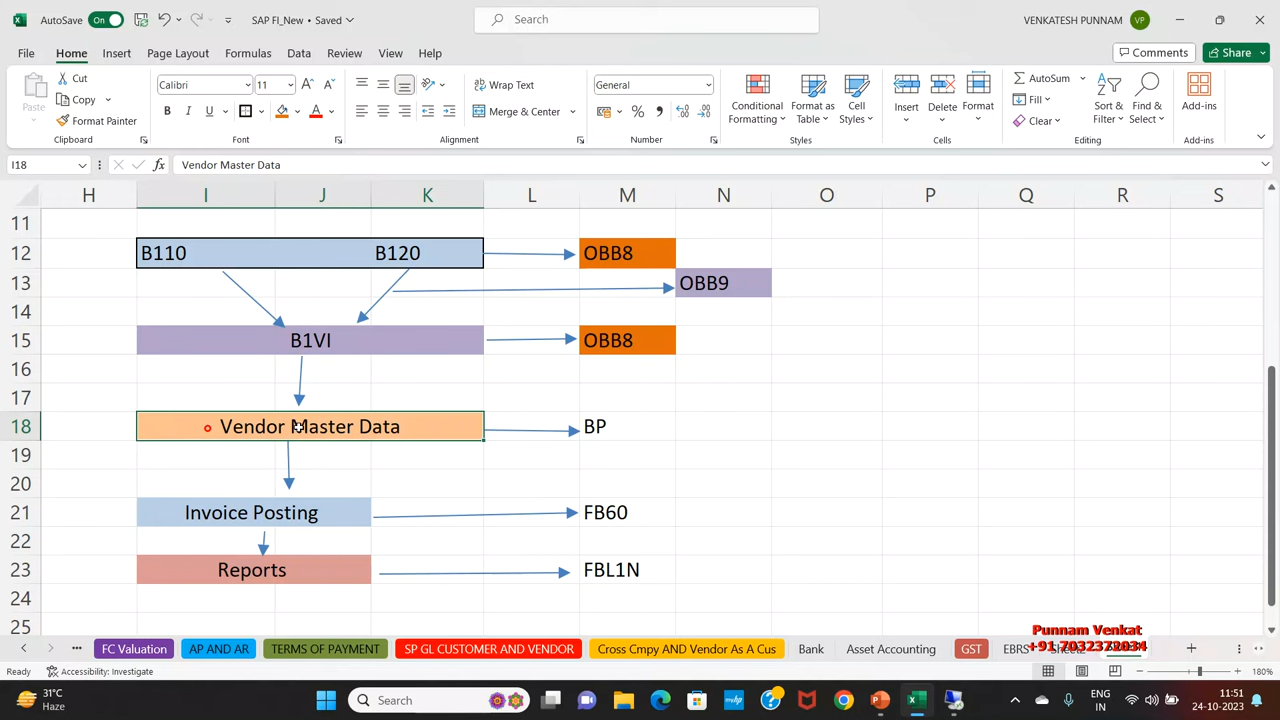 AutoSave On SAP FI_New • Saved Search VENKATESH PUNNAM VP
File Home Insert Page Layout Formulas Data Review View Help Comments Share
Paste Cut Copy Format Painter Clipboard
Calibri 11 B I U A Font
Wrap Text Merge & Center Alignment
General % Number
Conditional Formatting Format as Table Cell Styles Styles
Insert Delete Format Cells
AutoSum Fill Clear Sort & Filter Find & Select Editing
Add-ins Add-ins
I18 fx Vendor Master Data
H I J K L M N O P Q R S
11
12 B110 B120 OBB8
13 OBB9
14
15 B1VI OBB8
16
17
18 Vendor Master Data BP
19
20
21 Invoice Posting FB60
22
23 Reports FBL1N
24
25
Punnam Venkat
+91 7032372034
FC Valuation AP AND AR TERMS OF PAYMENT SP GL CUSTOMER AND VENDOR Cross Cmpy AND Vendor As A Cus Bank Asset Accounting GST EBRS
Ready Accessibility: Investigate 180%
31°C
Haze
Search
ENG
IN
11:51
24-10-2023